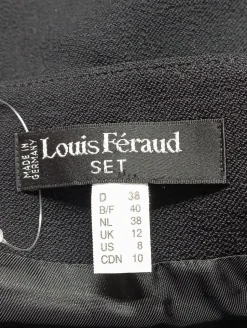 MADE IN
GERMANY
Louis Féraud
SET
D 38
B/F 40
NL 38
UK 12
US 8
CDN 10